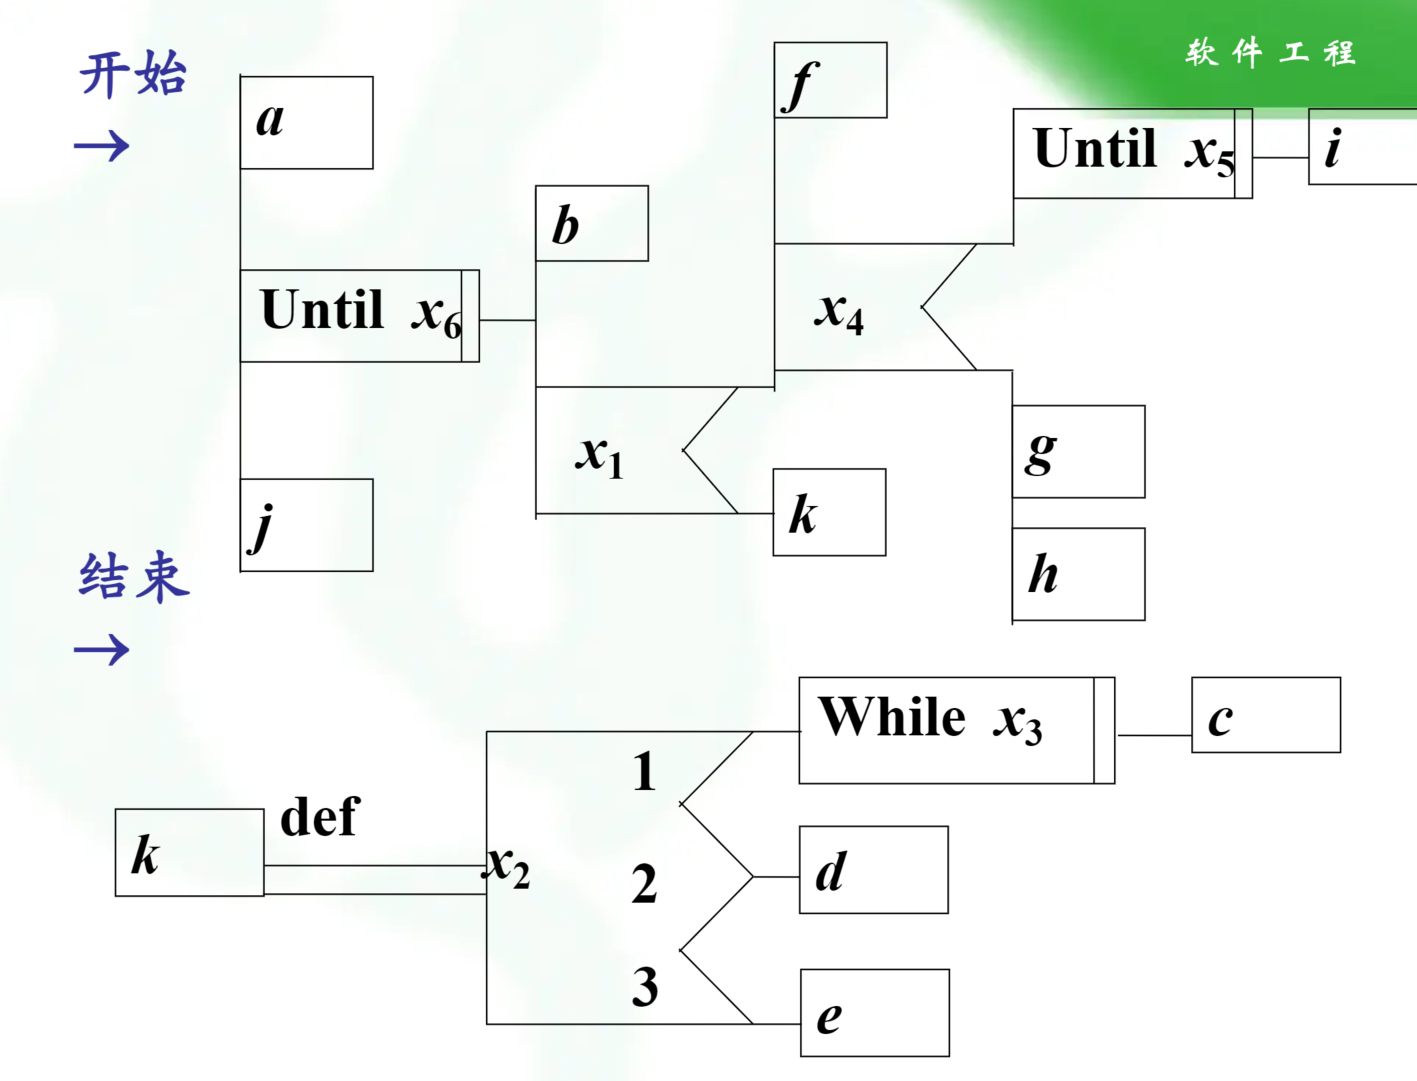 软件工程
开始
→
a
f
Until x₅
i
b
Until x₆
x₄
x₁
g
j
k
h
结束
→
While x₃
c
1
def
k
x₂
2
d
3
e